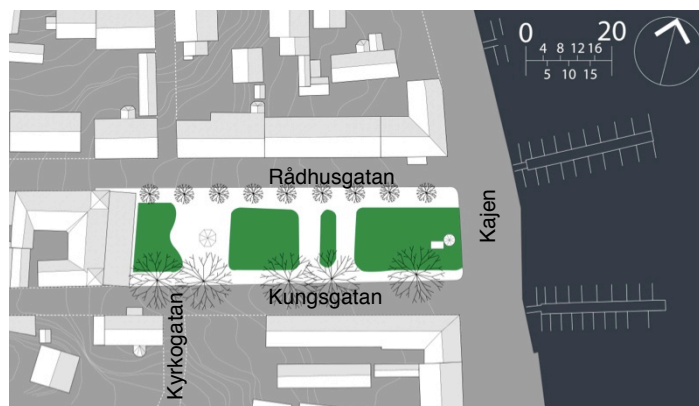 0 20
4 8 12 16
5 10 15
Rådhusgatan
Kajen
Kungsgatan
Kyrkogatan